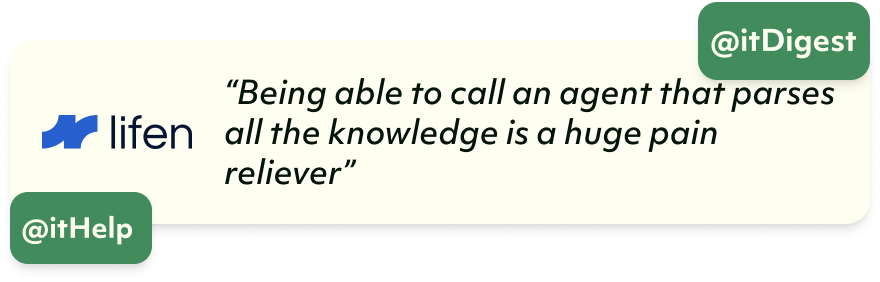 @itDigest
“Being able to call an agent that parses
all the knowledge is a huge pain
reliever”
lifen
@itHelp